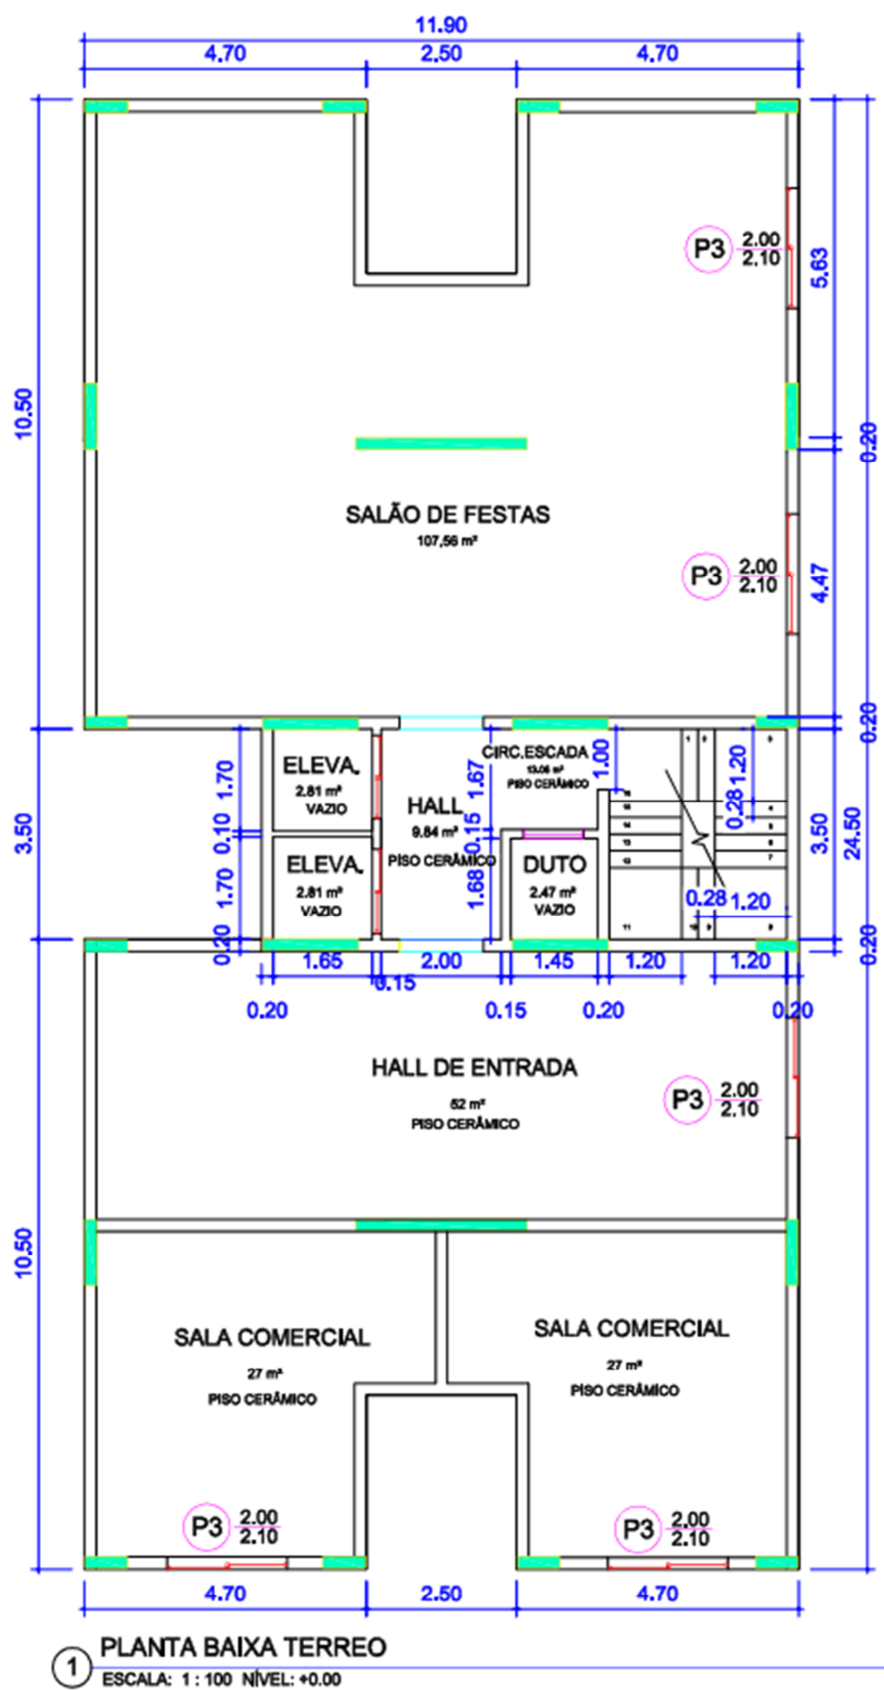 11.90
4.70 2.50 4.70
P3 2.00
2.10
5.63
10.50
0.20
SALÃO DE FESTAS
107,56 m²
P3 2.00
2.10
4.47
0.20
ELEVA.
2.81 m²
VAZIO
1.70
HALL
9.84 m²
PISO CERÂMICO
CIRC.ESCADA
13.06 m²
PISO CERÂMICO
1.67
1.00
1.20
0.28
0.10
0.15
3.50
3.50
24.50
ELEVA.
2.81 m²
VAZIO
1.70
1.68
DUTO
2.47 m²
VAZIO
0.28 1.20
0.20
0.20
1.65 2.00 1.45 1.20 1.20
0.15
0.20 0.15 0.20 0.20
HALL DE ENTRADA
52 m²
PISO CERÂMICO
P3 2.00
2.10
10.50
SALA COMERCIAL
27 m²
PISO CERÂMICO
SALA COMERCIAL
27 m²
PISO CERÂMICO
P3 2.00
2.10
P3 2.00
2.10
4.70 2.50 4.70
1 PLANTA BAIXA TERREO
ESCALA: 1 : 100 NÍVEL: +0.00